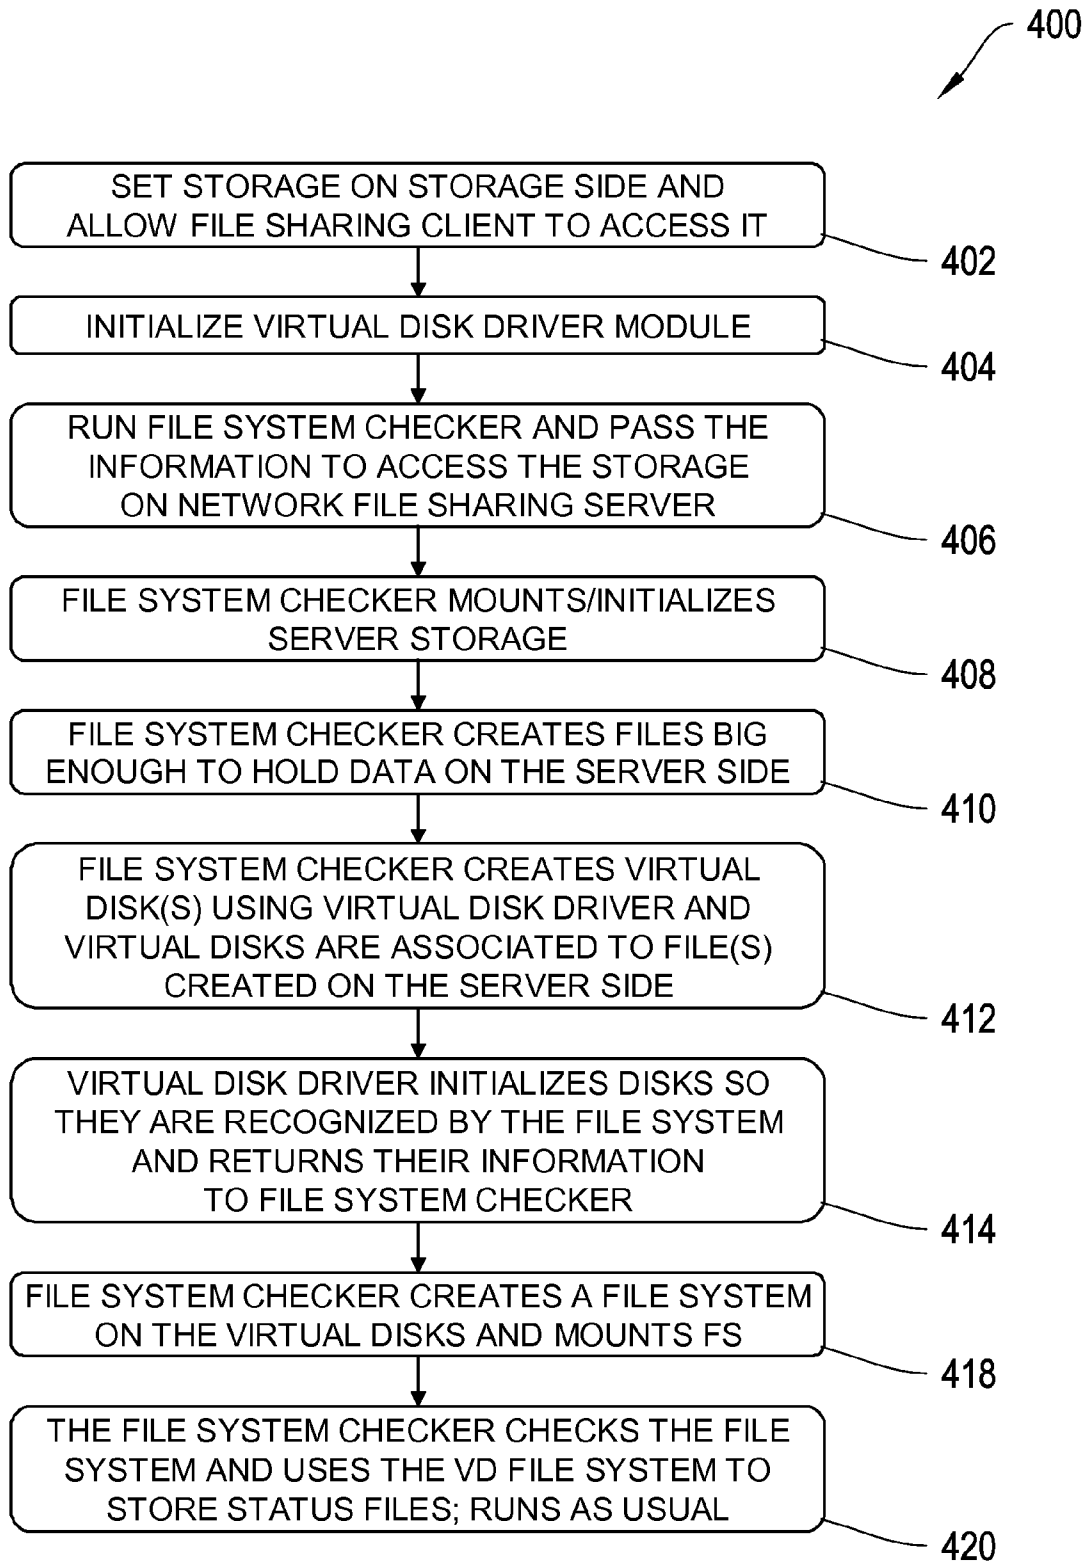 400
SET STORAGE ON STORAGE SIDE AND
ALLOW FILE SHARING CLIENT TO ACCESS IT
402
INITIALIZE VIRTUAL DISK DRIVER MODULE
404
RUN FILE SYSTEM CHECKER AND PASS THE
INFORMATION TO ACCESS THE STORAGE
ON NETWORK FILE SHARING SERVER
406
FILE SYSTEM CHECKER MOUNTS/INITIALIZES
SERVER STORAGE
408
FILE SYSTEM CHECKER CREATES FILES BIG
ENOUGH TO HOLD DATA ON THE SERVER SIDE
410
FILE SYSTEM CHECKER CREATES VIRTUAL
DISK(S) USING VIRTUAL DISK DRIVER AND
VIRTUAL DISKS ARE ASSOCIATED TO FILE(S)
CREATED ON THE SERVER SIDE
412
VIRTUAL DISK DRIVER INITIALIZES DISKS SO
THEY ARE RECOGNIZED BY THE FILE SYSTEM
AND RETURNS THEIR INFORMATION
TO FILE SYSTEM CHECKER
414
FILE SYSTEM CHECKER CREATES A FILE SYSTEM
ON THE VIRTUAL DISKS AND MOUNTS FS
418
THE FILE SYSTEM CHECKER CHECKS THE FILE
SYSTEM AND USES THE VD FILE SYSTEM TO
STORE STATUS FILES; RUNS AS USUAL
420